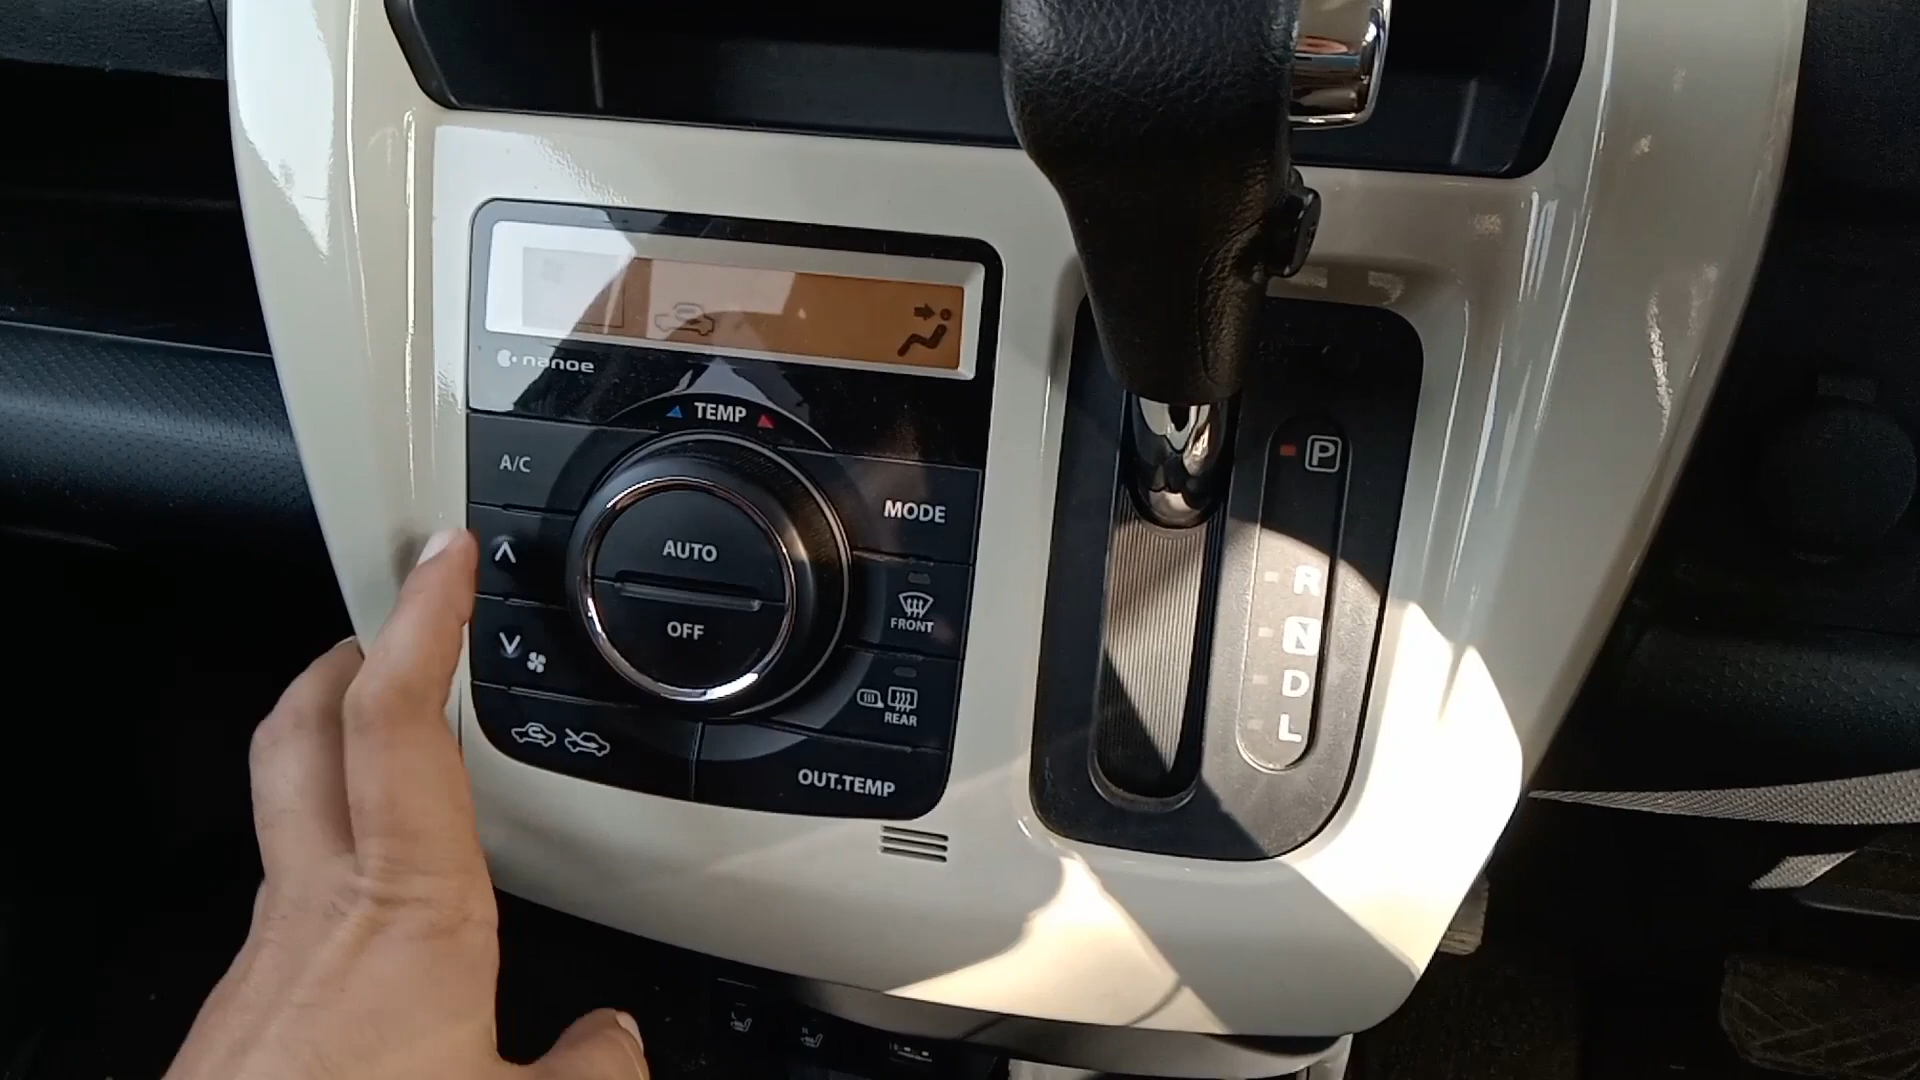 nanoe
TEMP
A/C
MODE
AUTO
OFF
FRONT
REAR
OUT.TEMP
P
R
N
D
L